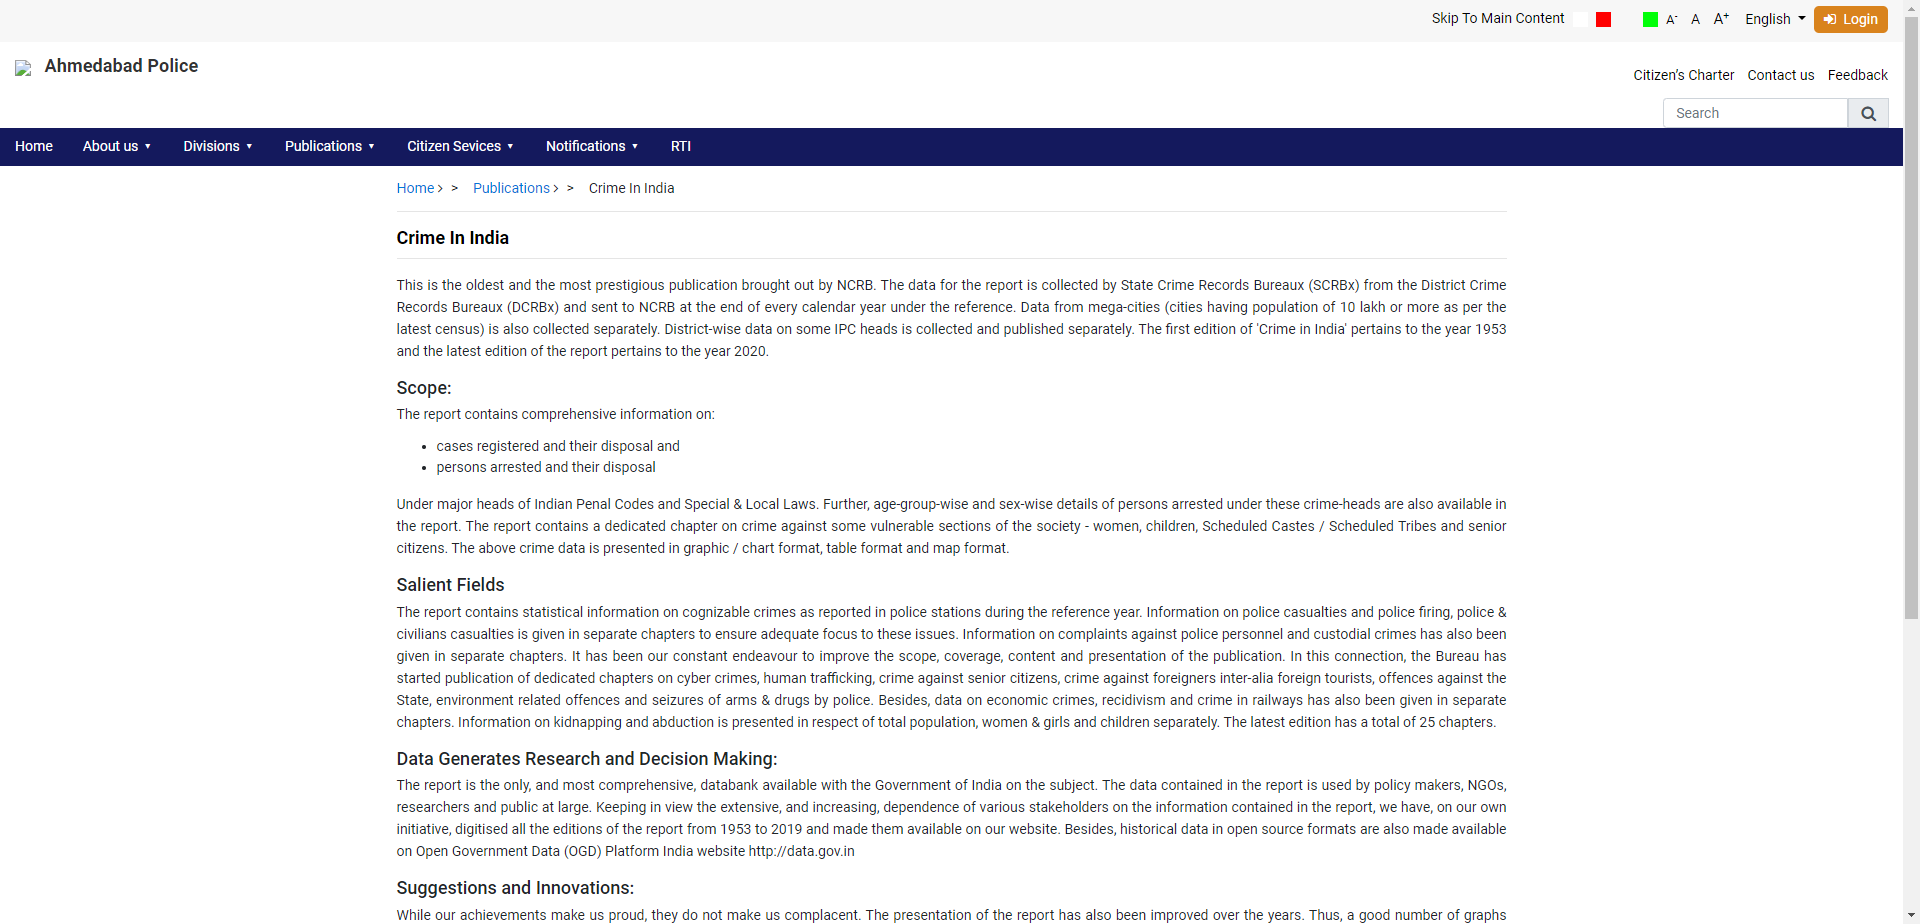 Skip To Main Content A- A A+ English Login
Ahmedabad Police
Citizen's Charter Contact us Feedback
Search
Home About us Divisions Publications Citizen Sevices Notifications RTI
Home > Publications > Crime In India
Crime In India
This is the oldest and the most prestigious publication brought out by NCRB. The data for the report is collected by State Crime Records Bureaux (SCRBx) from the District Crime
Records Bureaux (DCRBx) and sent to NCRB at the end of every calendar year under the reference. Data from mega-cities (cities having population of 10 lakh or more as per the
latest census) is also collected separately. District-wise data on some IPC heads is collected and published separately. The first edition of 'Crime in India' pertains to the year 1953
and the latest edition of the report pertains to the year 2020.
Scope:
The report contains comprehensive information on:
• cases registered and their disposal and
• persons arrested and their disposal
Under major heads of Indian Penal Codes and Special & Local Laws. Further, age-group-wise and sex-wise details of persons arrested under these crime-heads are also available in
the report. The report contains a dedicated chapter on crime against some vulnerable sections of the society - women, children, Scheduled Castes / Scheduled Tribes and senior
citizens. The above crime data is presented in graphic / chart format, table format and map format.
Salient Fields
The report contains statistical information on cognizable crimes as reported in police stations during the reference year. Information on police casualties and police firing, police &
civilians casualties is given in separate chapters to ensure adequate focus to these issues. Information on complaints against police personnel and custodial crimes has also been
given in separate chapters. It has been our constant endeavour to improve the scope, coverage, content and presentation of the publication. In this connection, the Bureau has
started publication of dedicated chapters on cyber crimes, human trafficking, crime against senior citizens, crime against foreigners inter-alia foreign tourists, offences against the
State, environment related offences and seizures of arms & drugs by police. Besides, data on economic crimes, recidivism and crime in railways has also been given in separate
chapters. Information on kidnapping and abduction is presented in respect of total population, women & girls and children separately. The latest edition has a total of 25 chapters.
Data Generates Research and Decision Making:
The report is the only, and most comprehensive, databank available with the Government of India on the subject. The data contained in the report is used by policy makers, NGOs,
researchers and public at large. Keeping in view the extensive, and increasing, dependence of various stakeholders on the information contained in the report, we have, on our own
initiative, digitised all the editions of the report from 1953 to 2019 and made them available on our website. Besides, historical data in open source formats are also made available
on Open Government Data (OGD) Platform India website http://data.gov.in
Suggestions and Innovations:
While our achievements make us proud, they do not make us complacent. The presentation of the report has also been improved over the years. Thus, a good number of graphs